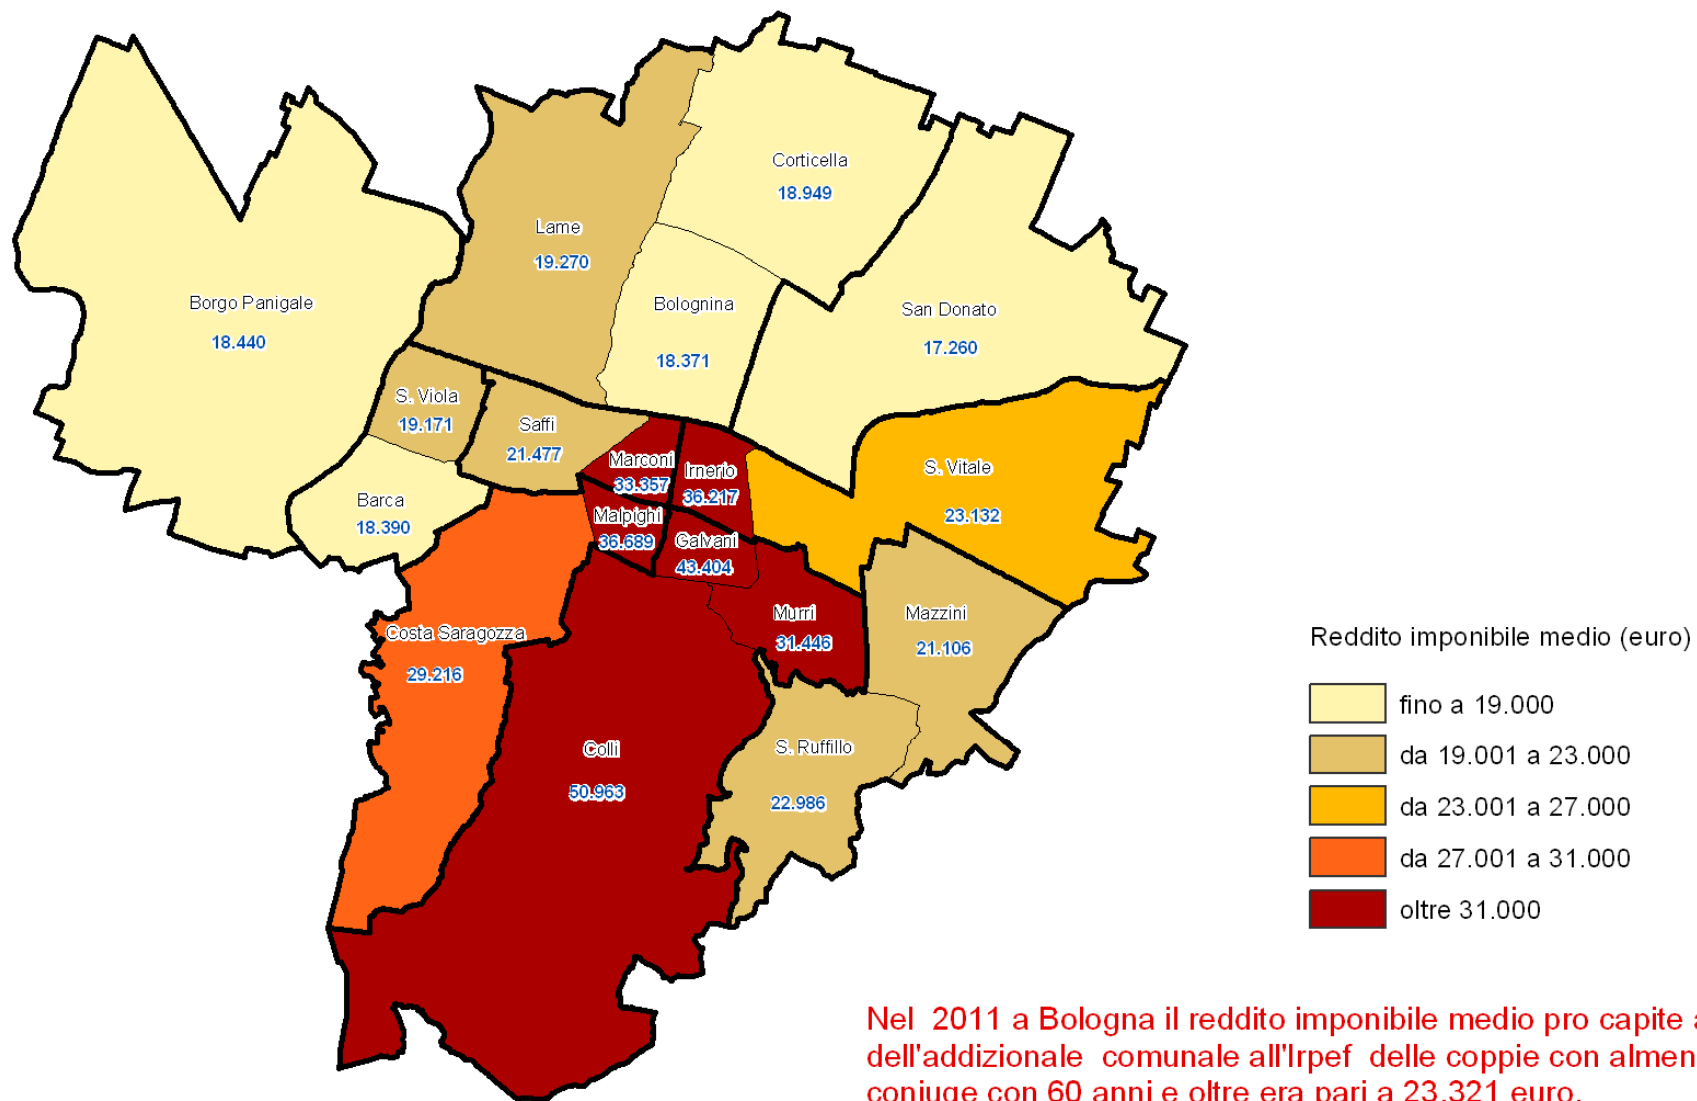 Corticella
18.949
Lame
19.270
Borgo Panigale
18.440
Bolognina
18.371
San Donato
17.260
S. Viola
19.171
Saffi
21.477
Marconi
33.357
Irnerio
36.217
S. Vitale
23.132
Barca
18.390
Malpighi
36.689
Galvani
43.404
Murri
31.446
Mazzini
21.106
Costa Saragozza
29.216
Colli
50.963
S. Ruffillo
22.986
Reddito imponibile medio (euro)
fino a 19.000
da 19.001 a 23.000
da 23.001 a 27.000
da 27.001 a 31.000
oltre 31.000
Nel 2011 a Bologna il reddito imponibile medio pro capite
dell'addizionale comunale all'Irpef delle coppie con almen
coniuge con 60 anni e oltre era pari a 23.321 euro.